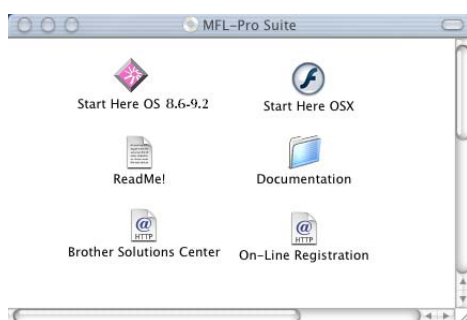 MFL-Pro Suite
Start Here OS 8.6-9.2
Start Here OSX
ReadMe!
Documentation
@
HTTP
@
HTTP
Brother Solutions Center
On-Line Registration